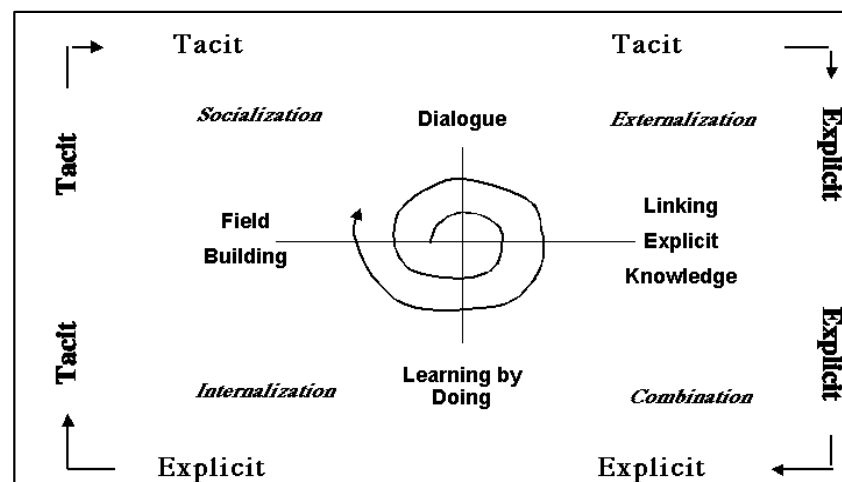 Tacit
Tacit
Socialization
Dialogue
Externalization
Tacit
Explicit
Field
Building
Linking
Explicit
Knowledge
Tacit
Explicit
Internalization
Learning by
Doing
Combination
Explicit
Explicit